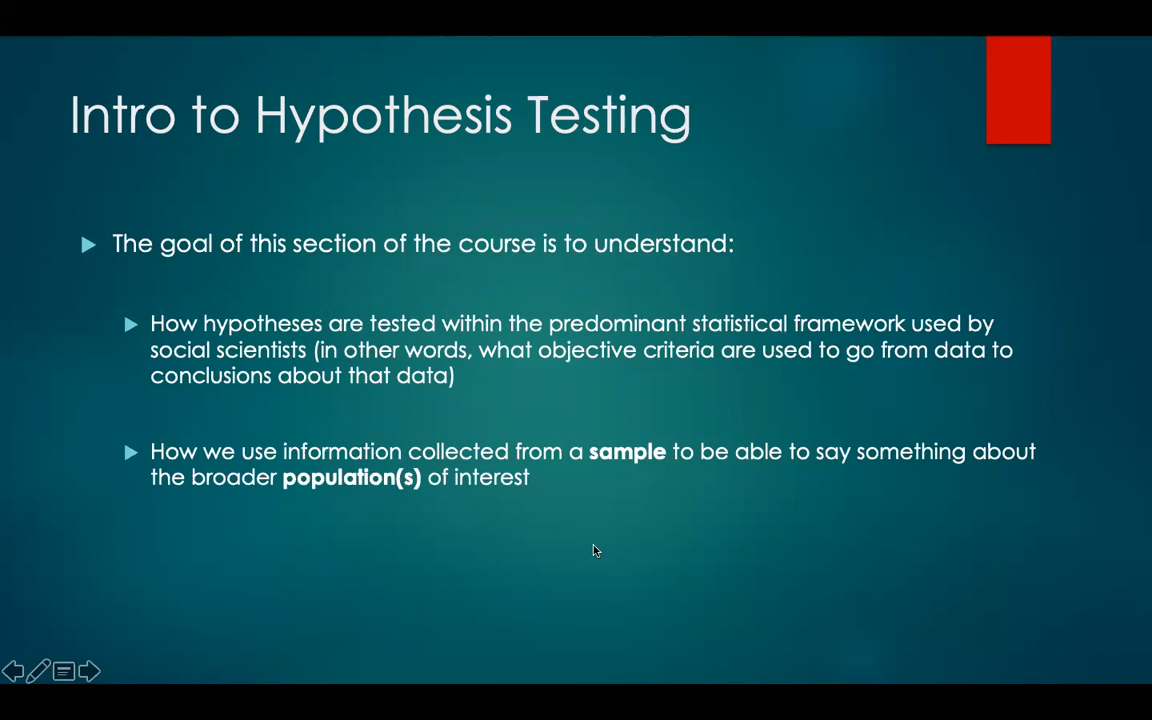 Intro to Hypothesis Testing
The goal of this section of the course is to understand:
How hypotheses are tested within the predominant statistical framework used by
social scientists (in other words, what objective criteria are used to go from data to
conclusions about that data)
How we use information collected from a sample to be able to say something about
the broader population(s) of interest